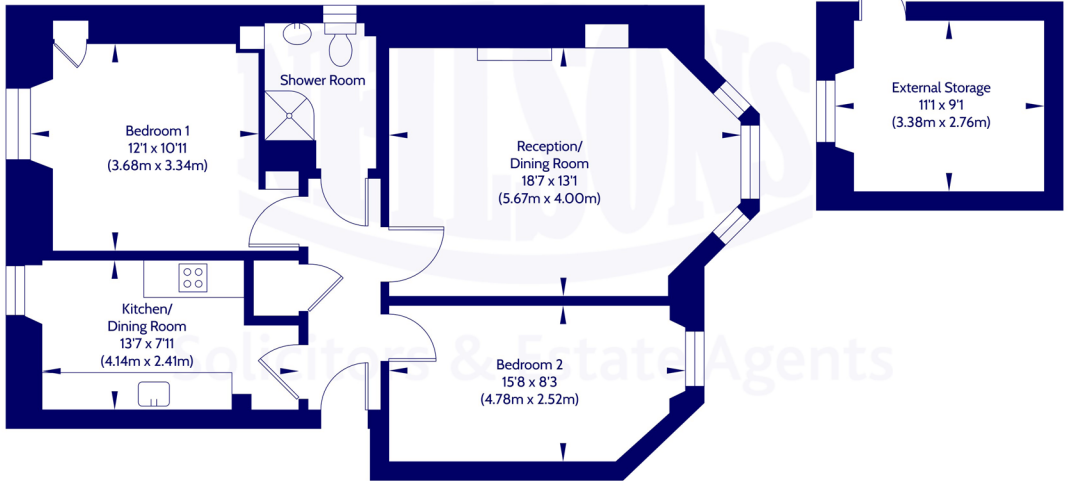 NEILSONS
Solicitors & Estate Agents
Shower Room
Bedroom 1
12'1 x 10'11
(3.68m x 3.34m)
Reception/
Dining Room
18'7 x 13'1
(5.67m x 4.00m)
External Storage
11'1 x 9'1
(3.38m x 2.76m)
Kitchen/
Dining Room
13'7 x 7'11
(4.14m x 2.41m)
Bedroom 2
15'8 x 8'3
(4.78m x 2.52m)